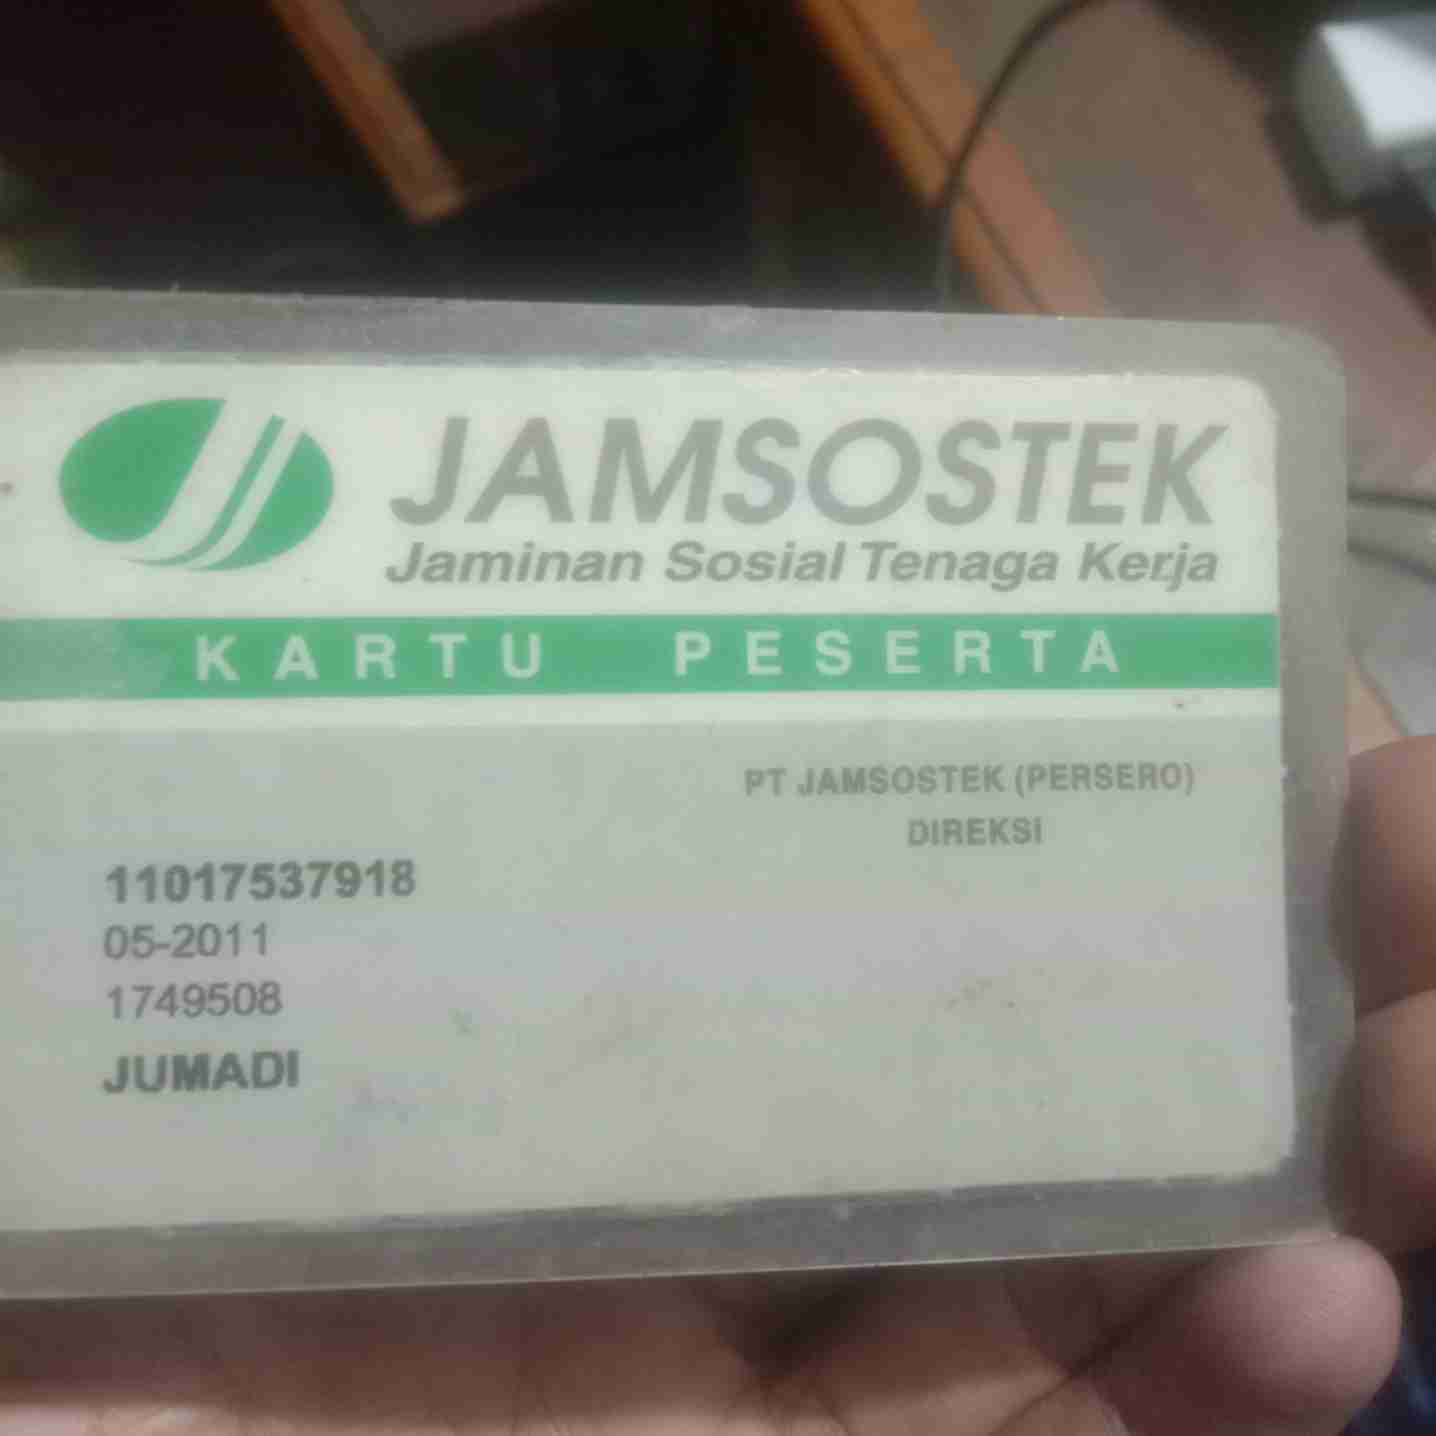 JAMSOSTEK
Jaminan Sosial Tenaga Kerja
KARTU PESERTA
PT JAMSOSTEK (PERSERO)
DIREKSI
11017537918
05-2011
1749508
JUMADI